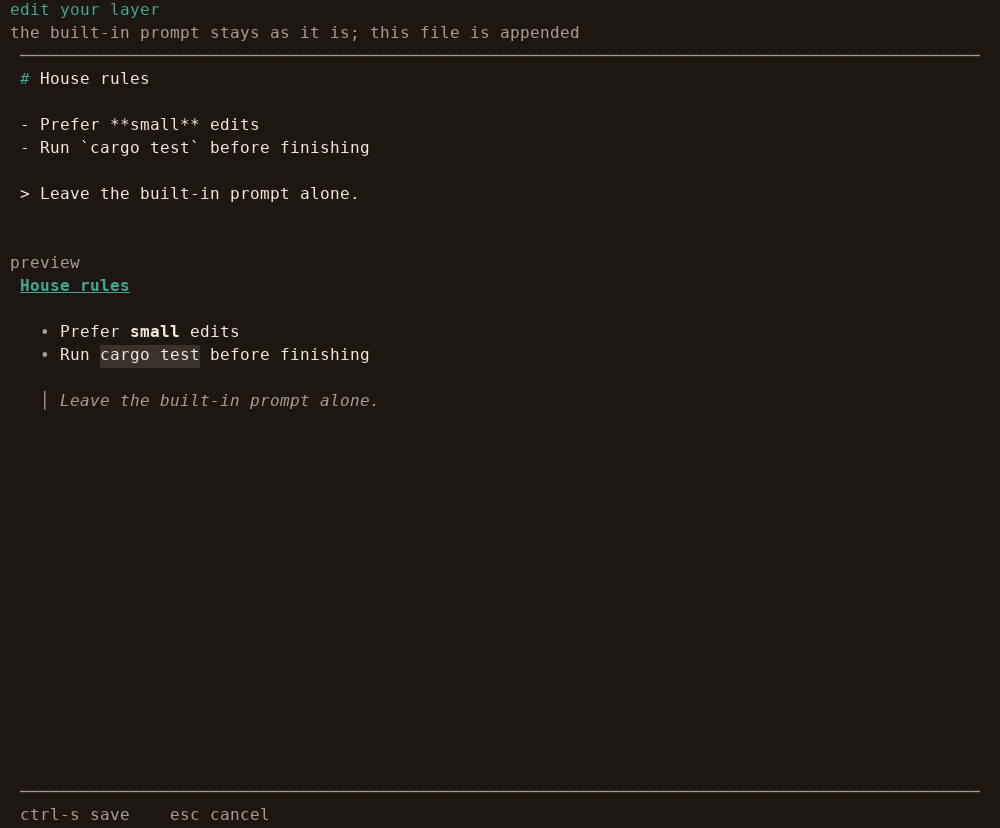 edit your layer
the built-in prompt stays as it is; this file is appended
# House rules
- Prefer **small** edits
- Run `cargo test` before finishing
> Leave the built-in prompt alone.
preview
House rules
• Prefer small edits
• Run cargo test before finishing
│ Leave the built-in prompt alone.
ctrl-s save    esc cancel